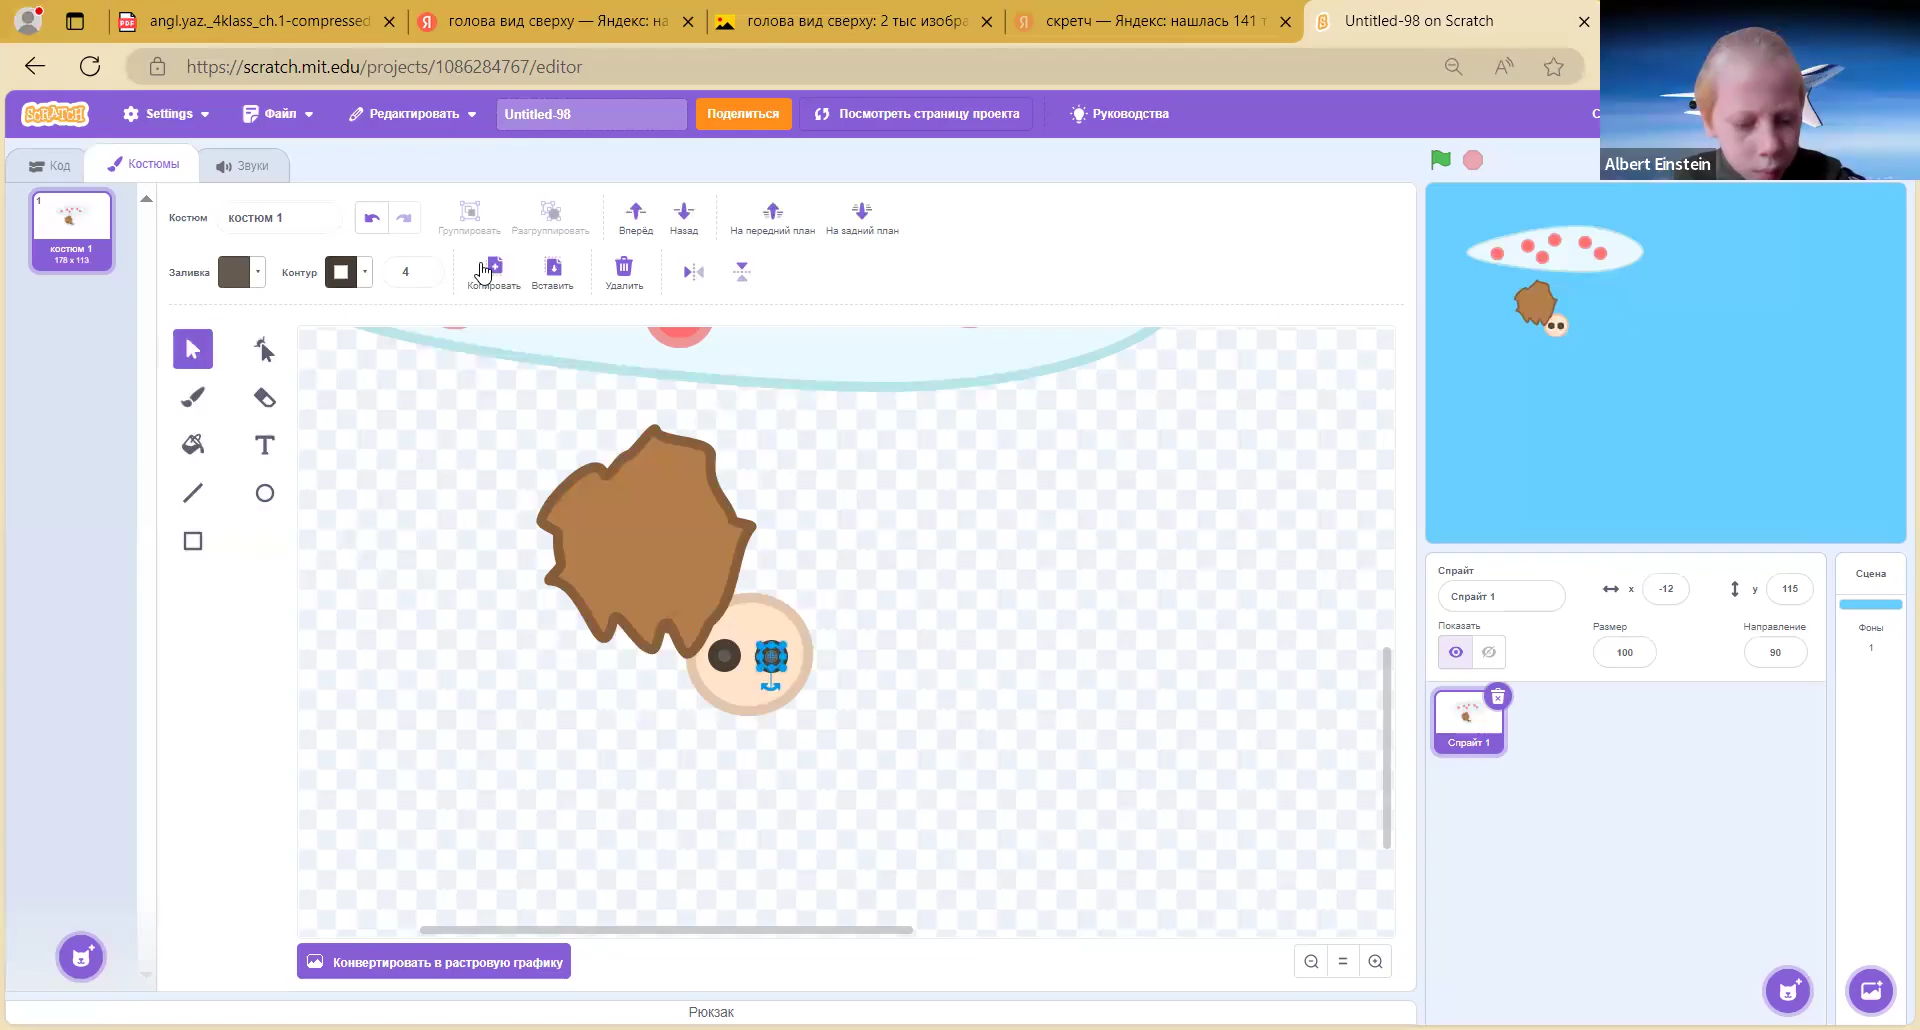 angl.yaz._4klass_ch.1-compressed
голова вид сверху — Яндекс: на
голова вид сверху: 2 тыс изобра
скретч — Яндекс: нашлась 141 т
Untitled-98 on Scratch
https://scratch.mit.edu/projects/1086284767/editor
SCRATCH
Settings
Файл
Редактировать
Untitled-98
Поделиться
Посмотреть страницу проекта
Руководства
Albert Einstein
Код
Костюмы
Звуки
1
костюм 1
178 x 113
Костюм
костюм 1
Группировать
Разгруппировать
Вперёд
Назад
На передний план
На задний план
Заливка
Контур
4
Копировать
Вставить
Удалить
T
Конвертировать в растровую графику
Рюкзак
Спрайт
Спрайт 1
x
-12
y
115
Показать
Размер
100
Направление
90
Спрайт 1
Сцена
Фоны
1